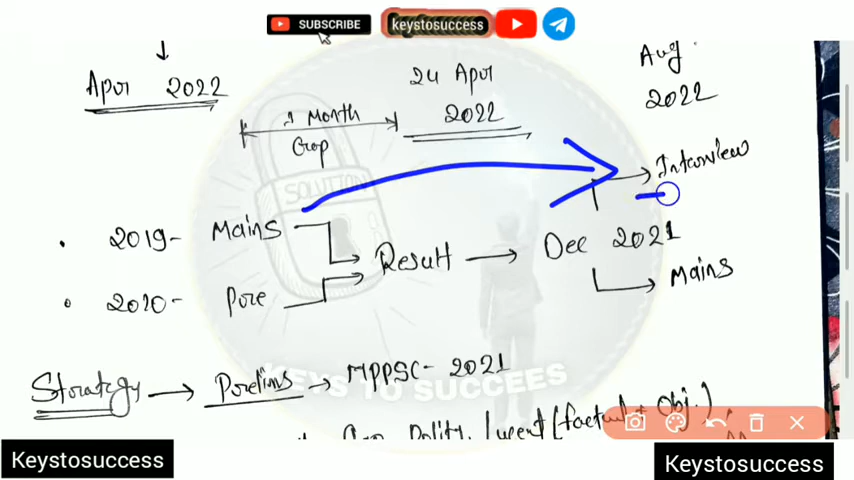 SUBSCRIBE keystosuccess
Aug
24 Apr
Apr 2022
2022
2022
1 Month
Gap
Interview
SOLUTION
2019- Mains
Result → Dec 2021
2020- Pre
Mains
MPPSC- 2021
Strategy → Prelims →
KEYS TO SUCCEES
Polity, (factual + Obj.)
Keystosuccess
Keystosuccess